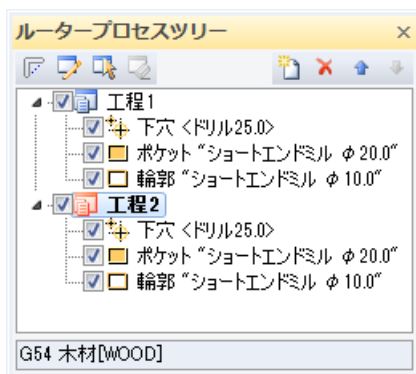 ルータープロセスツリー
工程1
下穴 <ドリル25.0>
ポケット “ショートエンドミル φ20.0”
輪郭 “ショートエンドミル φ10.0”
工程2
下穴 <ドリル25.0>
ポケット “ショートエンドミル φ20.0”
輪郭 “ショートエンドミル φ10.0”
G54 木材[WOOD]